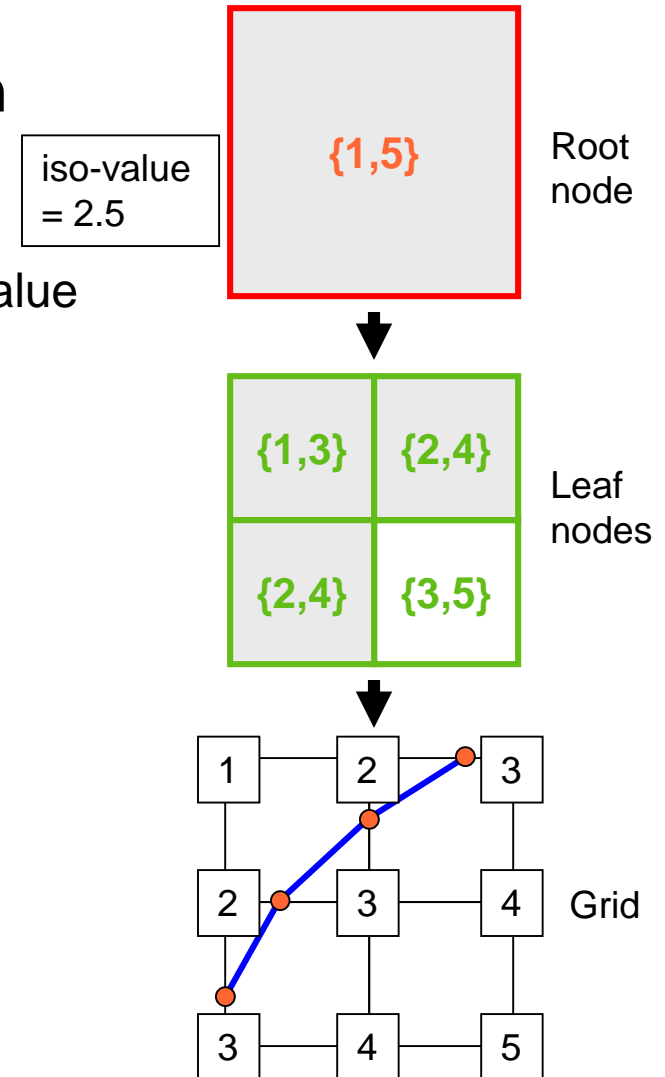 n
{1,5}
Root
node
iso-value
= 2.5
alue
{1,3} {2,4}
Leaf
nodes
{2,4} {3,5}
1 2 3
2 3 4
Grid
3 4 5